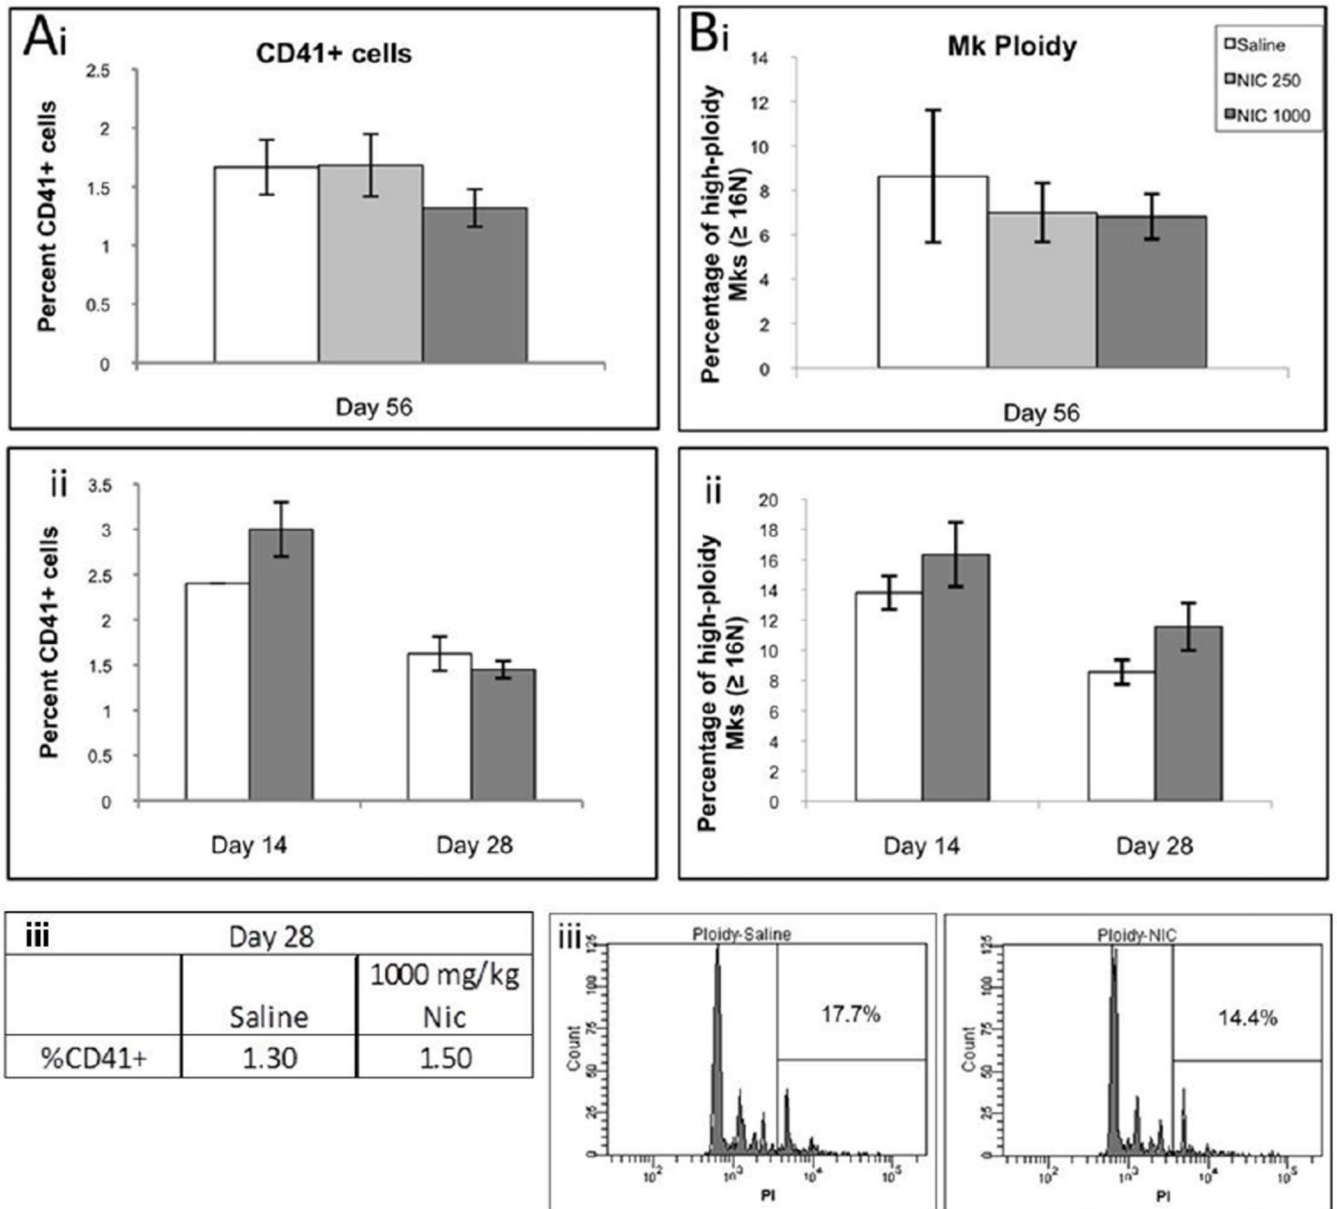 Ai
CD41+ cells
Percent CD41+ cells
2.5
2
1.5
1
0.5
0
Day 56
Bi
Mk Ploidy
Saline
NIC 250
NIC 1000
Percentage of high-ploidy
Mks (≥ 16N)
14
12
10
8
6
4
2
0
Day 56
ii
Percent CD41+ cells
3.5
3
2.5
2
1.5
1
0.5
0
Day 14
Day 28
ii
Percentage of high-ploidy
Mks (≥ 16N)
20
18
16
14
12
10
8
6
4
2
0
Day 14
Day 28
iii
Day 28
Saline
1000 mg/kg
Nic
%CD41+
1.30
1.50
iii
Ploidy-Saline
Count
125
100
75
50
25
0
17.7%
10²
10³
10⁴
10⁵
PI
Ploidy-NIC
Count
125
100
75
50
25
0
14.4%
10²
10³
10⁴
10⁵
PI